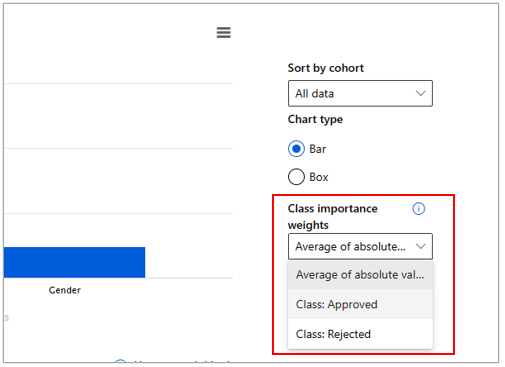 Sort by cohort
All data
Chart type
Bar
Box
Class importance
weights
Average of absolute...
Average of absolute val...
Class: Approved
Class: Rejected
Gender
s